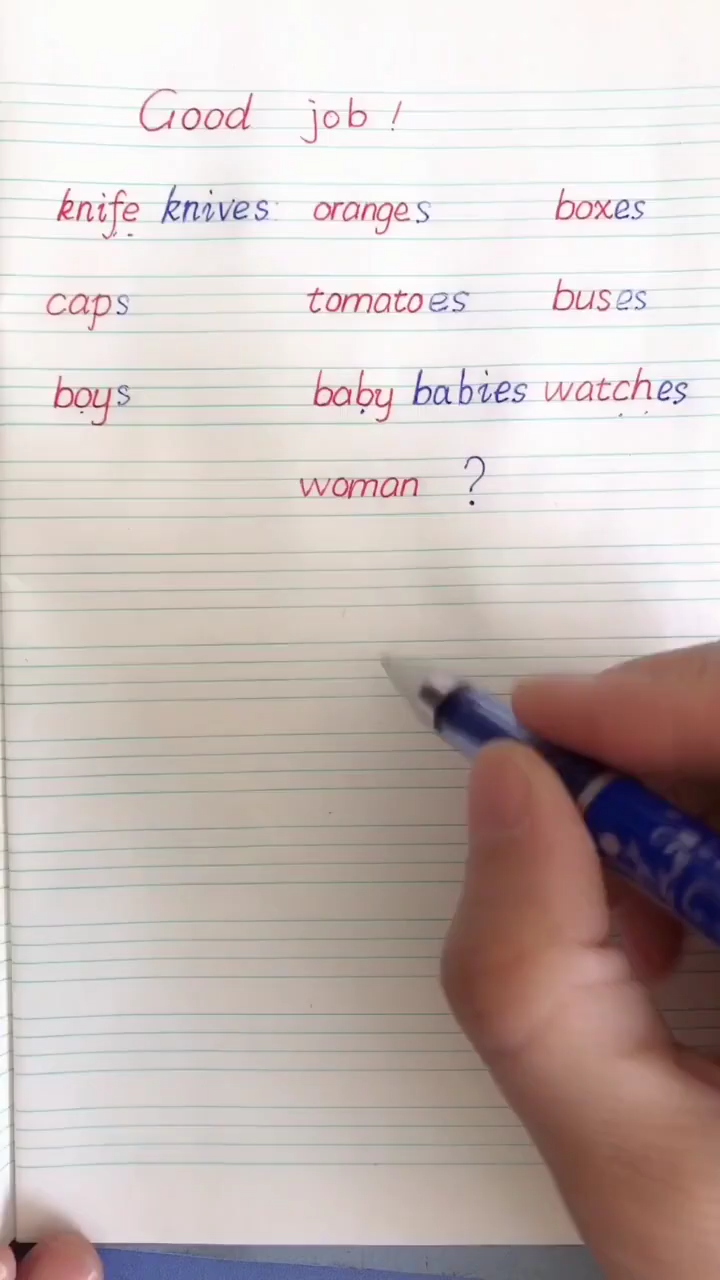 Good job !
knife knives oranges boxes
caps tomatoes buses
boys baby babies watches
woman ?